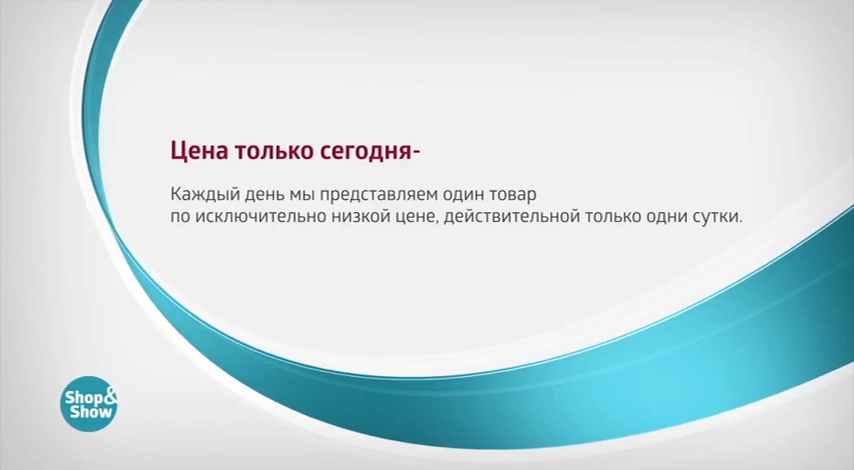 Цена только сегодня-
Каждый день мы представляем один товар
по исключительно низкой цене, действительной только одни сутки.
Shop&
Show